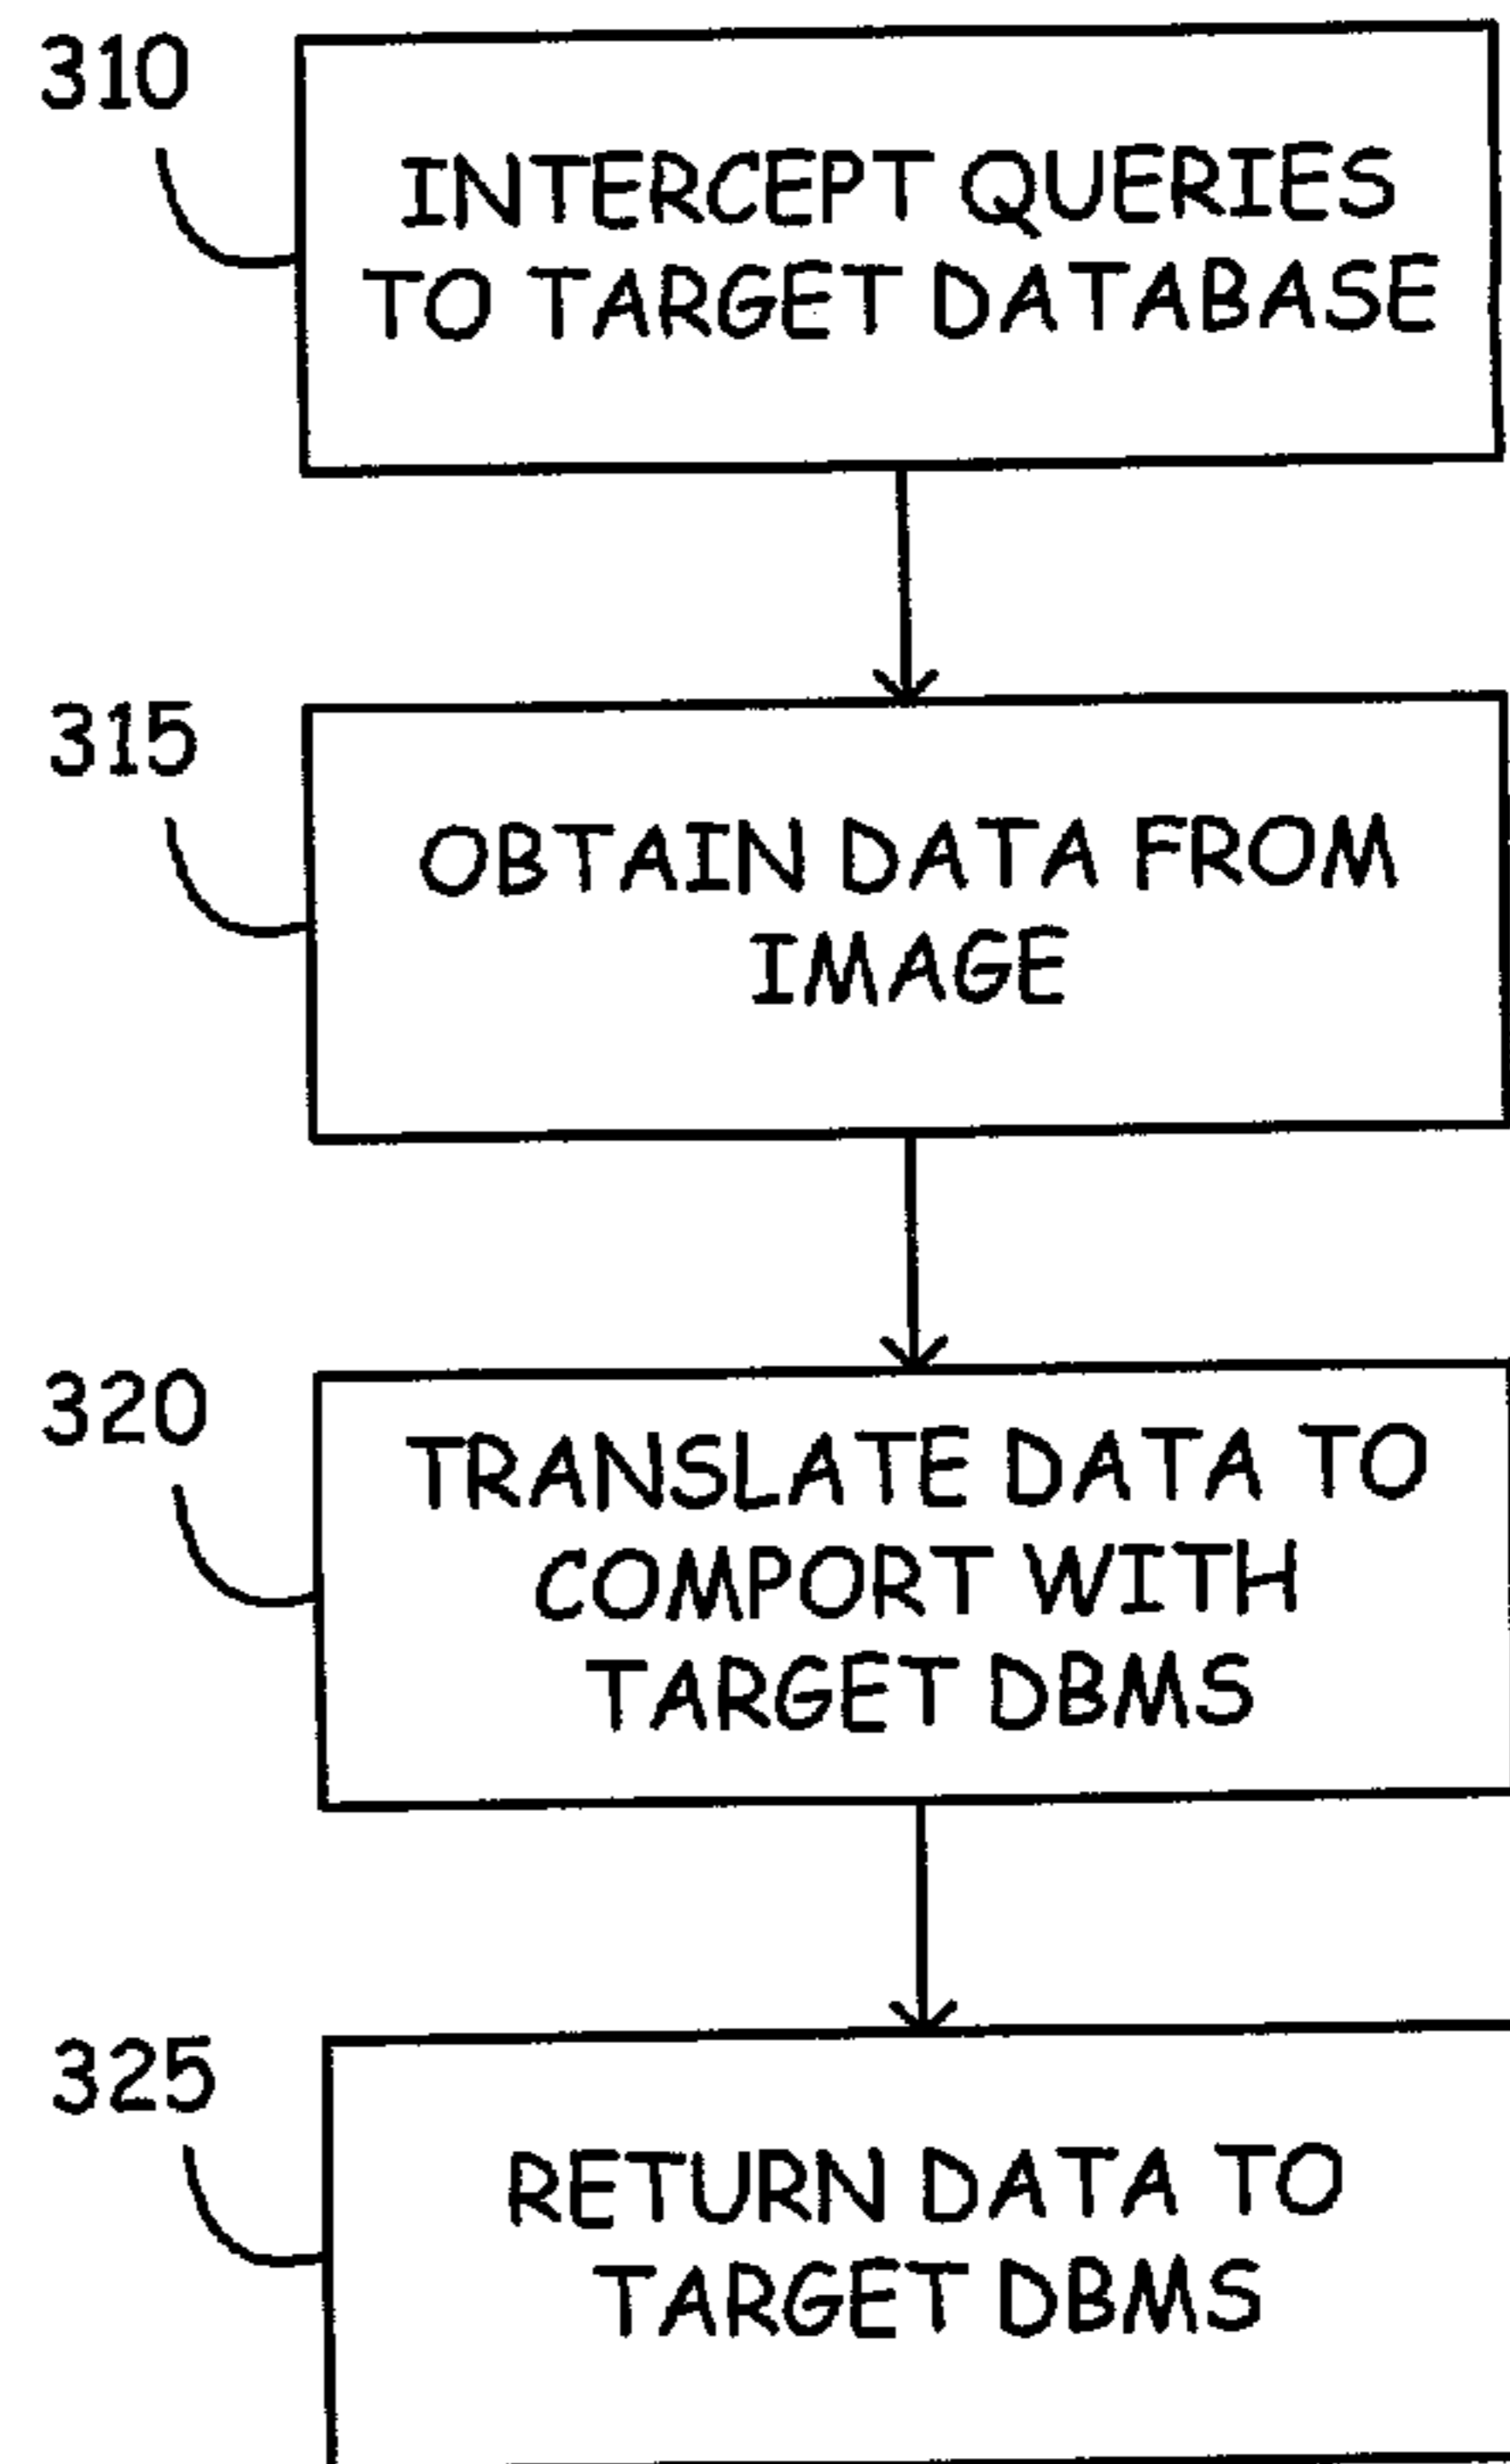 310
INTERCEPT QUERIES
TO TARGET DATABASE
315
OBTAIN DATA FROM
IMAGE
320
TRANSLATE DATA TO
COMPORT WITH
TARGET DBMS
325
RETURN DATA TO
TARGET DBMS